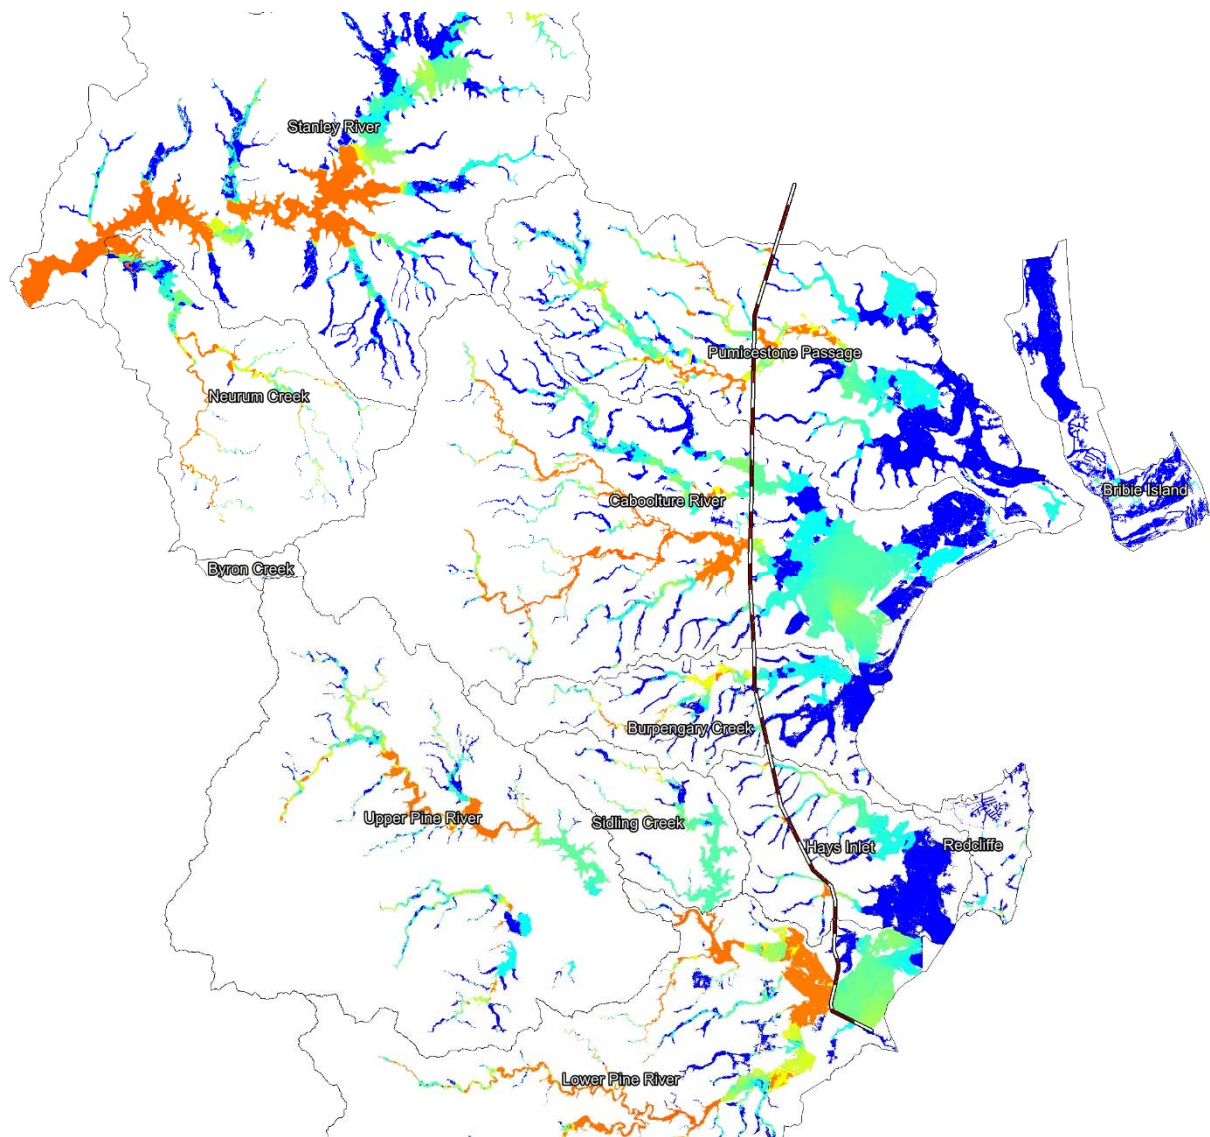 Stanley River
Pumicestone Passage
Neurum Creek
Bribie Island
Caboolture River
Byron Creek
Burpengary Creek
Upper Pine River
Sidling Creek
Hays Inlet
Redcliffe
Lower Pine River